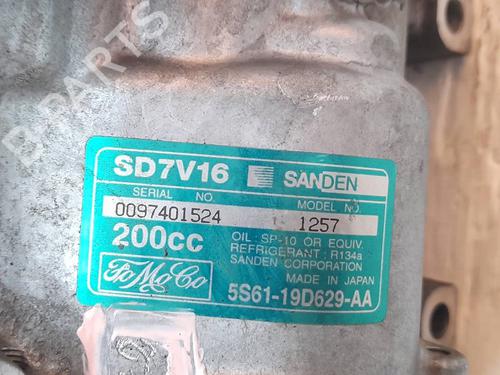 B-PARTS
SD7V16 SANDEN
SERIAL NO. MODEL NO.
0097401524 1257
200cc OIL : SP-10 OR EQUIV.
REFRIGERANT : R134a
SANDEN CORPORATION
MADE IN JAPAN
FoMoCo 5S61-19D629-AA